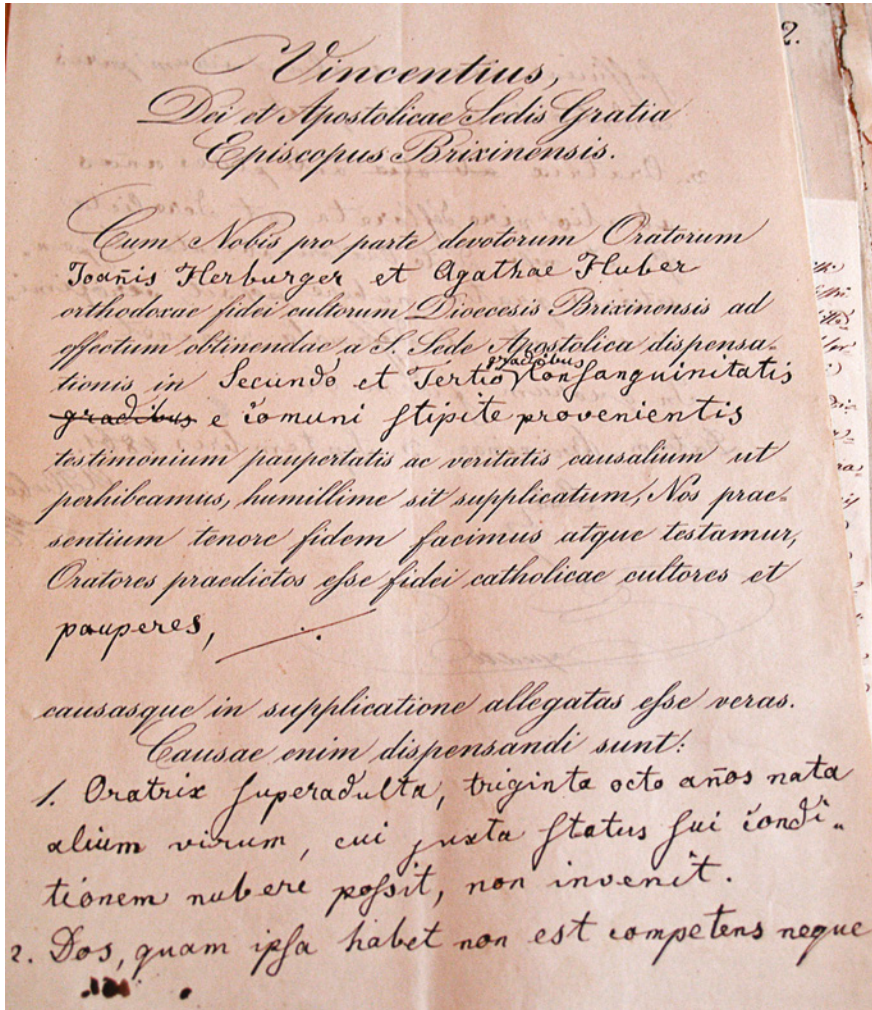 2.
Vincentius,
Dei et Apostolicae Sedis Gratia
Episcopus Brixinensis.
Cum Nobis pro parte devotorum Oratorum
Joan̄is Herburger et Agathae Huber
orthodoxae fidei cultorum Dioecesis Brixinensis ad
effectum obtinendae a S. Sede Apostolica dispensa-
tionis in Secundo et Tertio gradibus Consanguinitatis
gradibus e comuni stipite provenientis
testimonium paupertatis ac veritatis causalium ut
perhibeamus, humillime sit supplicatum, Nos prae-
sentium tenore fidem facimus atque testamur,
Oratores praedictos eſse fidei catholicae cultores et
pauperes,
causasque in supplicatione allegatas eſse veras.
Causae enim dispensandi sunt:
1. Oratrix ſuperadulta, triginta octo an̄os nata
alium virum, cui juxta ſtatus ſui condi-
tionem nubere poſsit, non invenit.
2. Dos, quam ipſa habet non est competens neque